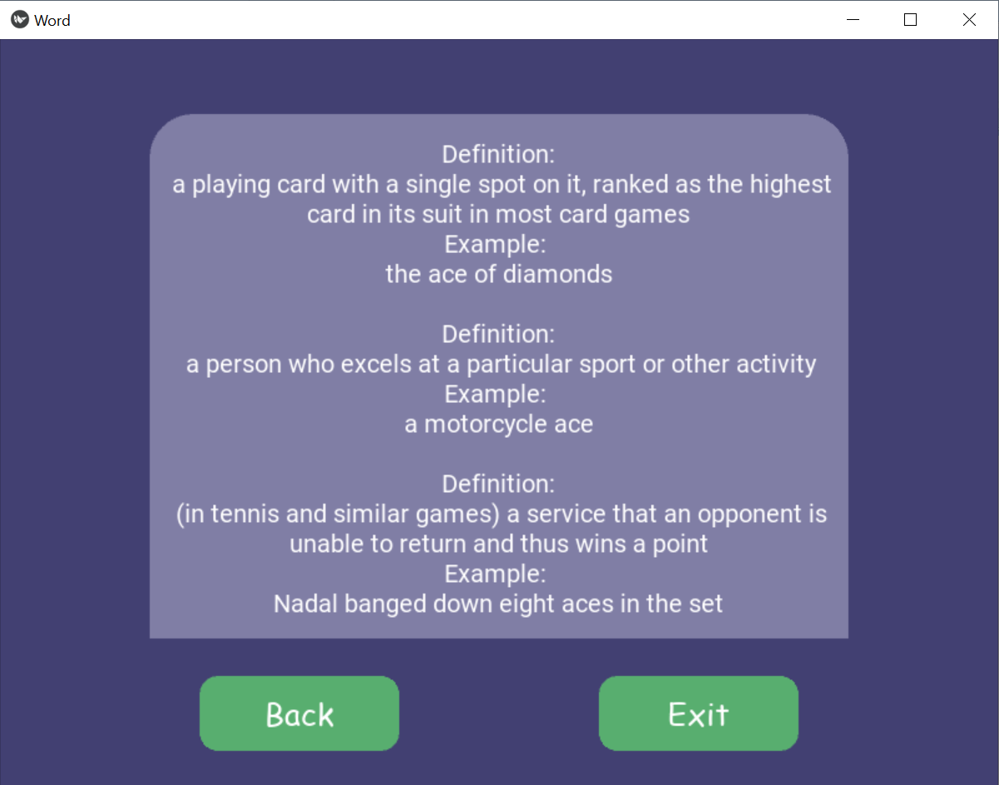 Word
Definition:
a playing card with a single spot on it, ranked as the highest
card in its suit in most card games
Example:
the ace of diamonds
Definition:
a person who excels at a particular sport or other activity
Example:
a motorcycle ace
Definition:
(in tennis and similar games) a service that an opponent is
unable to return and thus wins a point
Example:
Nadal banged down eight aces in the set
Back
Exit